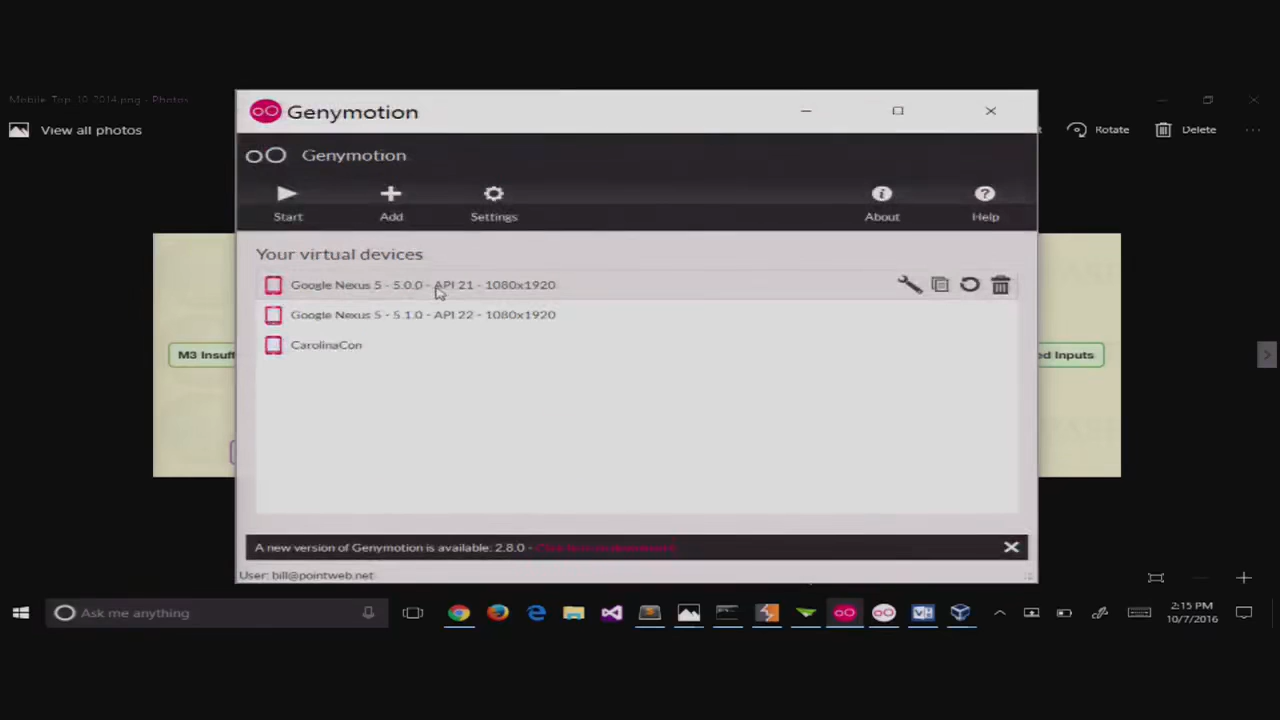 Mobile_Top_10_2014.png - Photos
Genymotion
View all photos
Rotate
Delete
Genymotion
Start
Add
Settings
About
Help
Your virtual devices
Google Nexus 5 - 5.0.0 - API 21 - 1080x1920
Google Nexus 5 - 5.1.0 - API 22 - 1080x1920
CarolinaCon
M3 Insuff
ed Inputs
A new version of Genymotion is available: 2.8.0 -
User: bill@pointweb.net
Ask me anything
2:15 PM
10/7/2016